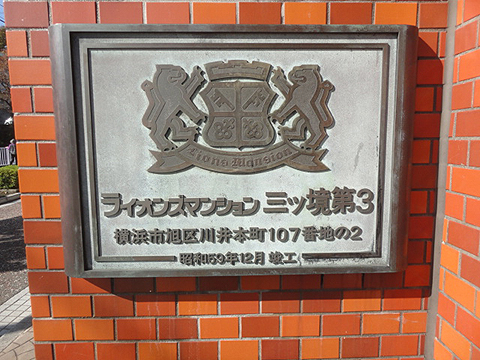 Lions Mansion
ライオンズマンション 三ッ境第3
横浜市旭区川井本町107番地の2
昭和59年12月 竣工